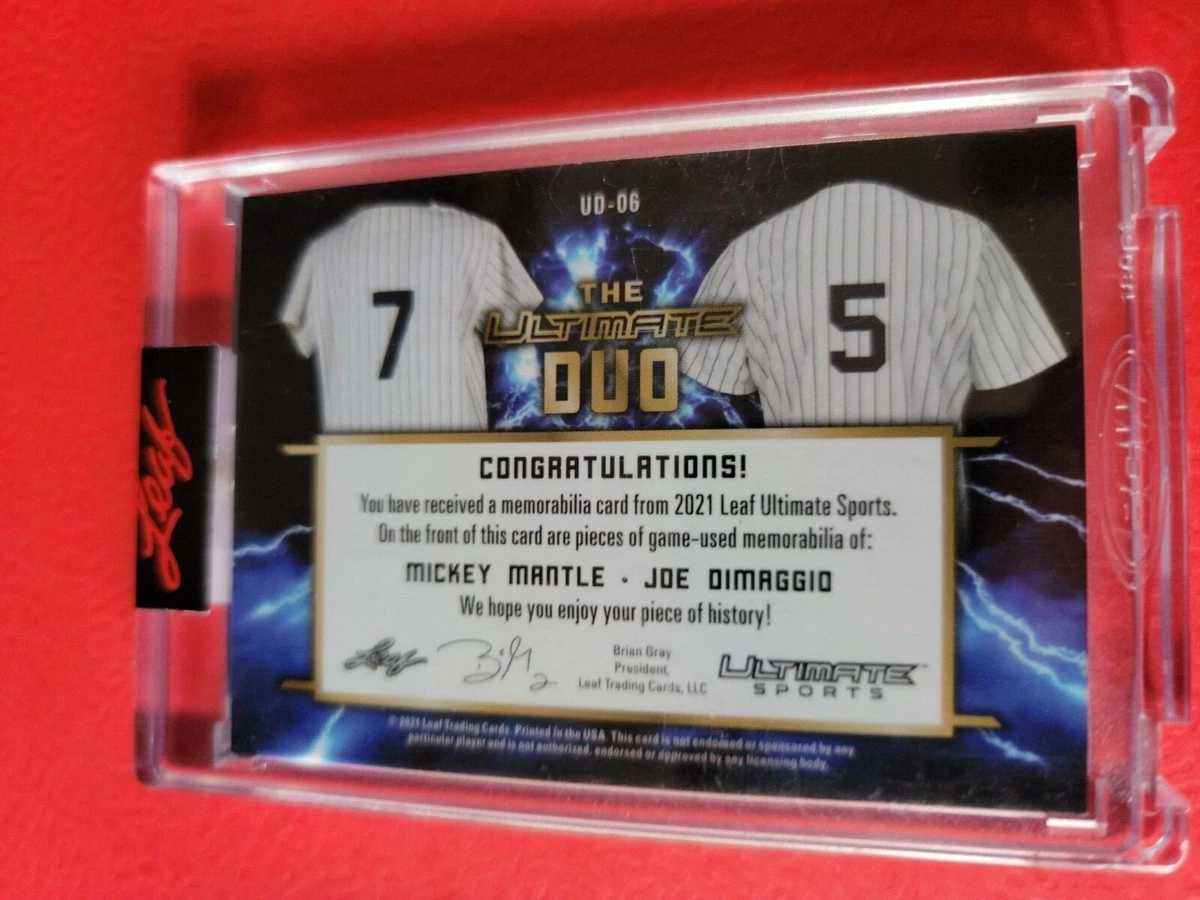 UD-06
7
5
THE
ULTIMATE
DUO
CONGRATULATIONS!
You have received a memorabilia card from 2021 Leaf Ultimate Sports.
On the front of this card are pieces of game-used memorabilia of:
MICKEY MANTLE • JOE DIMAGGIO
We hope you enjoy your piece of history!
Leaf
Brian Gray
President,
Leaf Trading Cards, LLC
ULTIMATE™
SPORTS
© 2021 Leaf Trading Cards. Printed in the USA. This card is not endorsed or sponsored by any
particular player and is not authorized, endorsed or approved by any licensing body.
Leaf